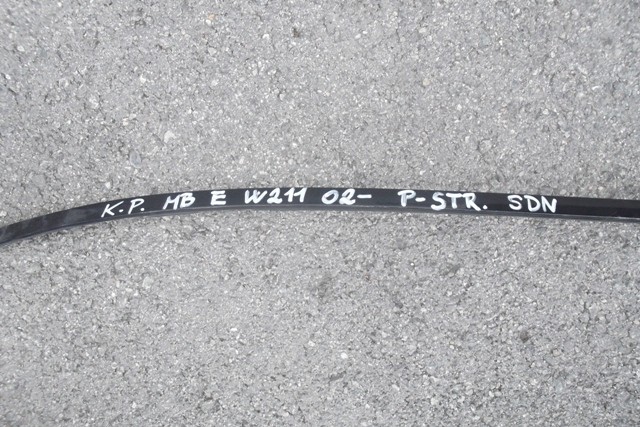 K.P. MB E W211 02- P-STR. SDN